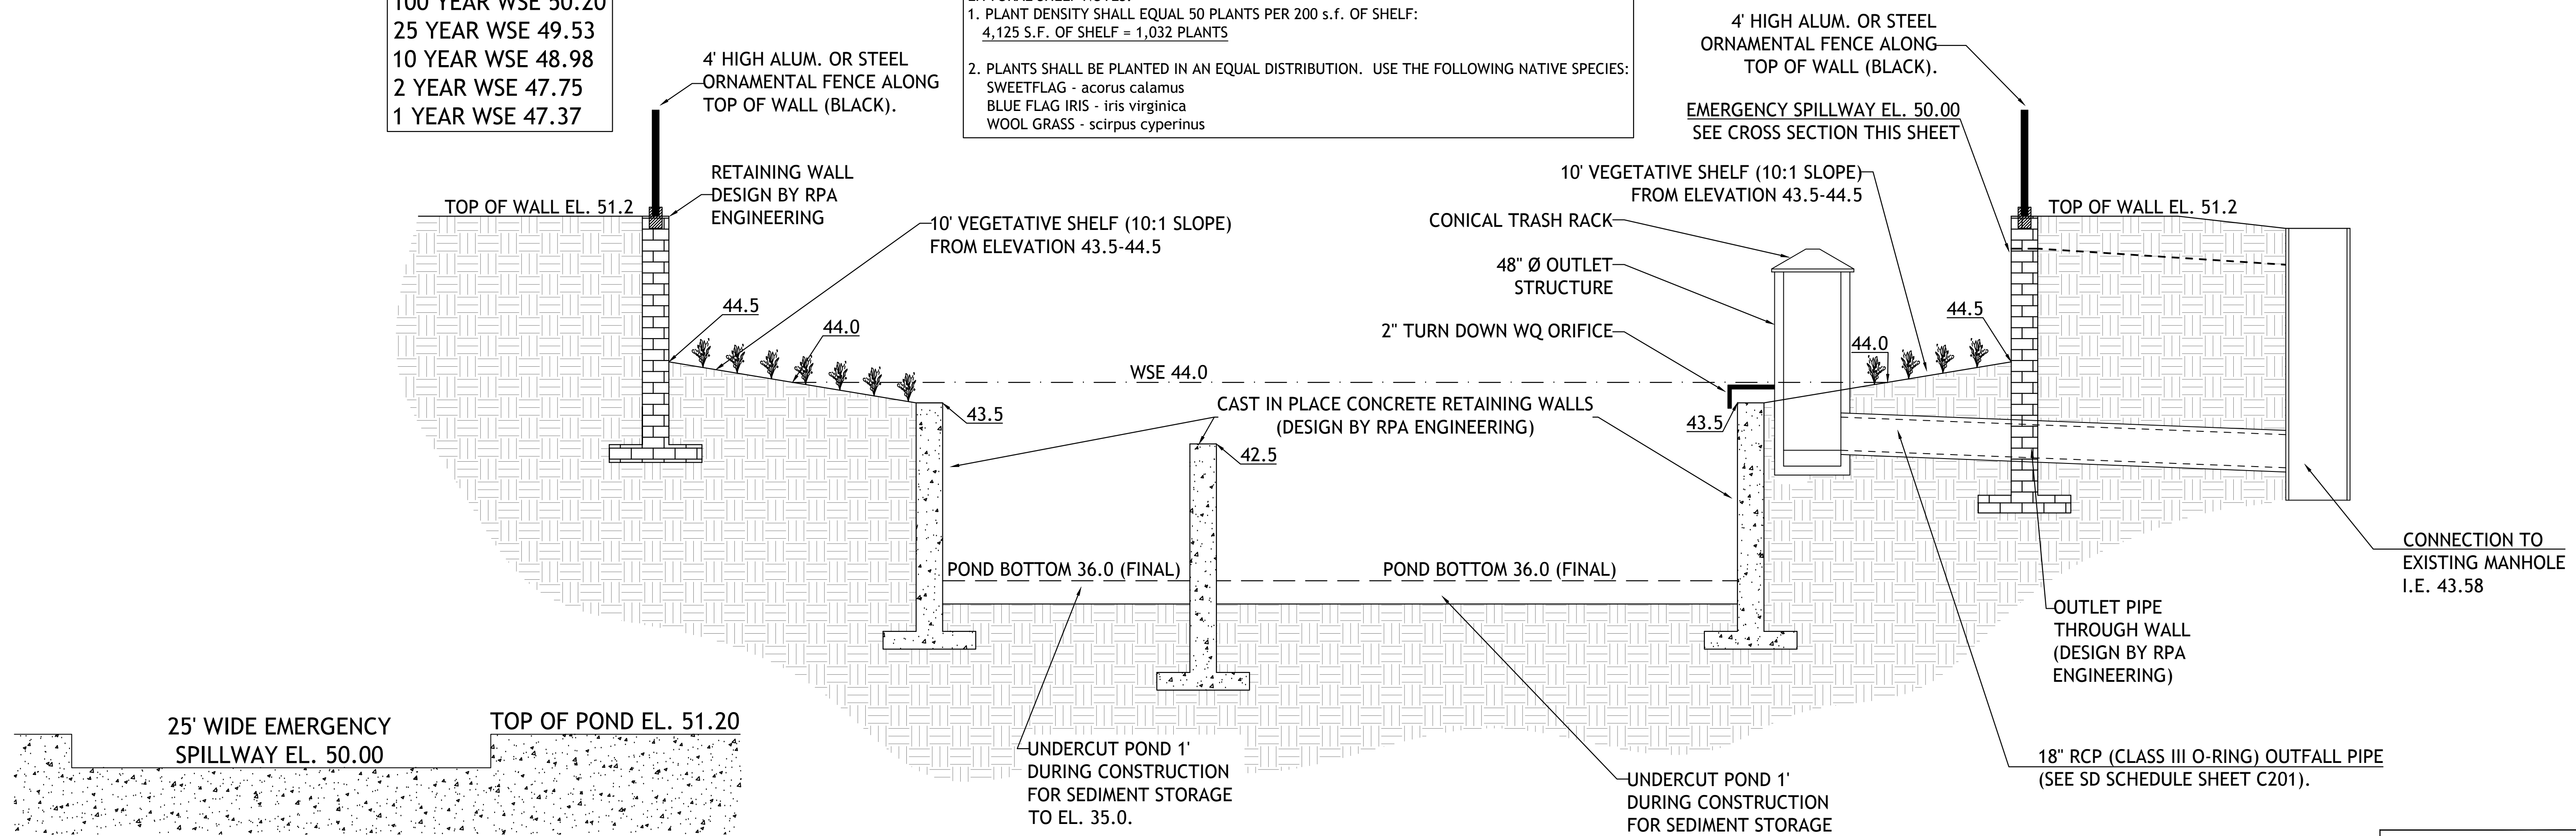 100 YEAR WSE 50.20
25 YEAR WSE 49.53
10 YEAR WSE 48.98
2 YEAR WSE 47.75
1 YEAR WSE 47.37
4' HIGH ALUM. OR STEEL
ORNAMENTAL FENCE ALONG
TOP OF WALL (BLACK).
SHELF NOTES:
1. PLANT DENSITY SHALL EQUAL 50 PLANTS PER 200 s.f. OF SHELF:
4,125 S.F. OF SHELF = 1,032 PLANTS
2. PLANTS SHALL BE PLANTED IN AN EQUAL DISTRIBUTION. USE THE FOLLOWING NATIVE SPECIES:
SWEETFLAG - acorus calamus
BLUE FLAG IRIS - iris virginica
WOOL GRASS - scirpus cyperinus
4' HIGH ALUM. OR STEEL
ORNAMENTAL FENCE ALONG
TOP OF WALL (BLACK).
EMERGENCY SPILLWAY EL. 50.00
SEE CROSS SECTION THIS SHEET
10' VEGETATIVE SHELF (10:1 SLOPE)
FROM ELEVATION 43.5-44.5
TOP OF WALL EL. 51.2
RETAINING WALL
DESIGN BY RPA
ENGINEERING
10' VEGETATIVE SHELF (10:1 SLOPE)
FROM ELEVATION 43.5-44.5
CONICAL TRASH RACK
48" Ø OUTLET
STRUCTURE
2" TURN DOWN WQ ORIFICE
TOP OF WALL EL. 51.2
44.5
44.0
WSE 44.0
44.0
44.5
43.5
CAST IN PLACE CONCRETE RETAINING WALLS
(DESIGN BY RPA ENGINEERING)
43.5
42.5
POND BOTTOM 36.0 (FINAL)
POND BOTTOM 36.0 (FINAL)
CONNECTION TO
EXISTING MANHOLE
I.E. 43.58
OUTLET PIPE
THROUGH WALL
(DESIGN BY RPA
ENGINEERING)
18" RCP (CLASS III O-RING) OUTFALL PIPE
(SEE SD SCHEDULE SHEET C201).
25' WIDE EMERGENCY
SPILLWAY EL. 50.00
TOP OF POND EL. 51.20
UNDERCUT POND 1'
DURING CONSTRUCTION
FOR SEDIMENT STORAGE
TO EL. 35.0.
UNDERCUT POND 1'
DURING CONSTRUCTION
FOR SEDIMENT STORAGE